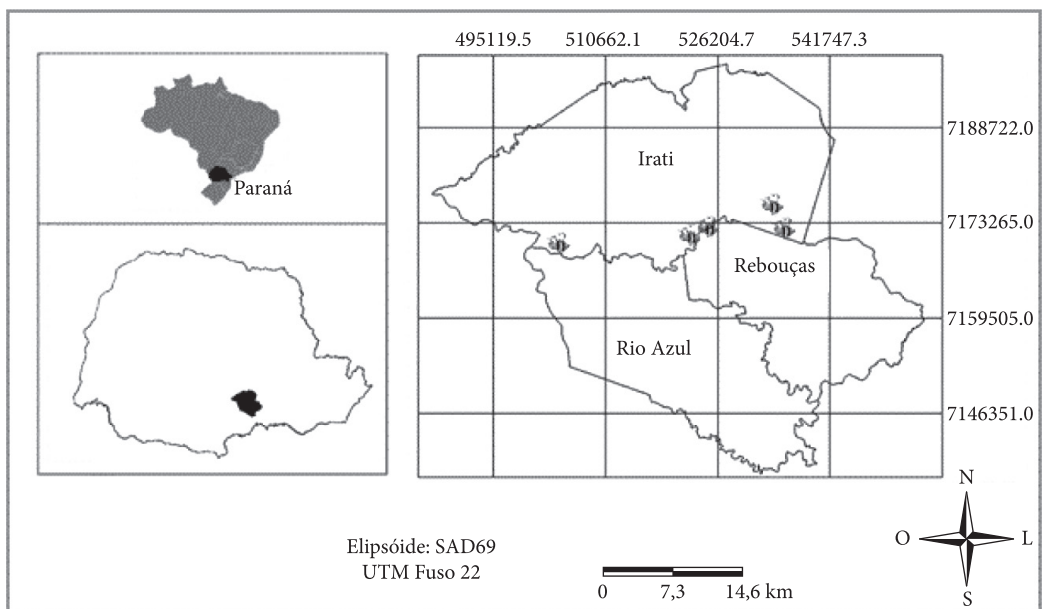 495119.5 510662.1 526204.7 541747.3
Paraná
Irati
Rebouças
Rio Azul
7188722.0
7173265.0
7159505.0
7146351.0
N
O
L
S
Elipsóide: SAD69
UTM Fuso 22
0 7,3 14,6 km